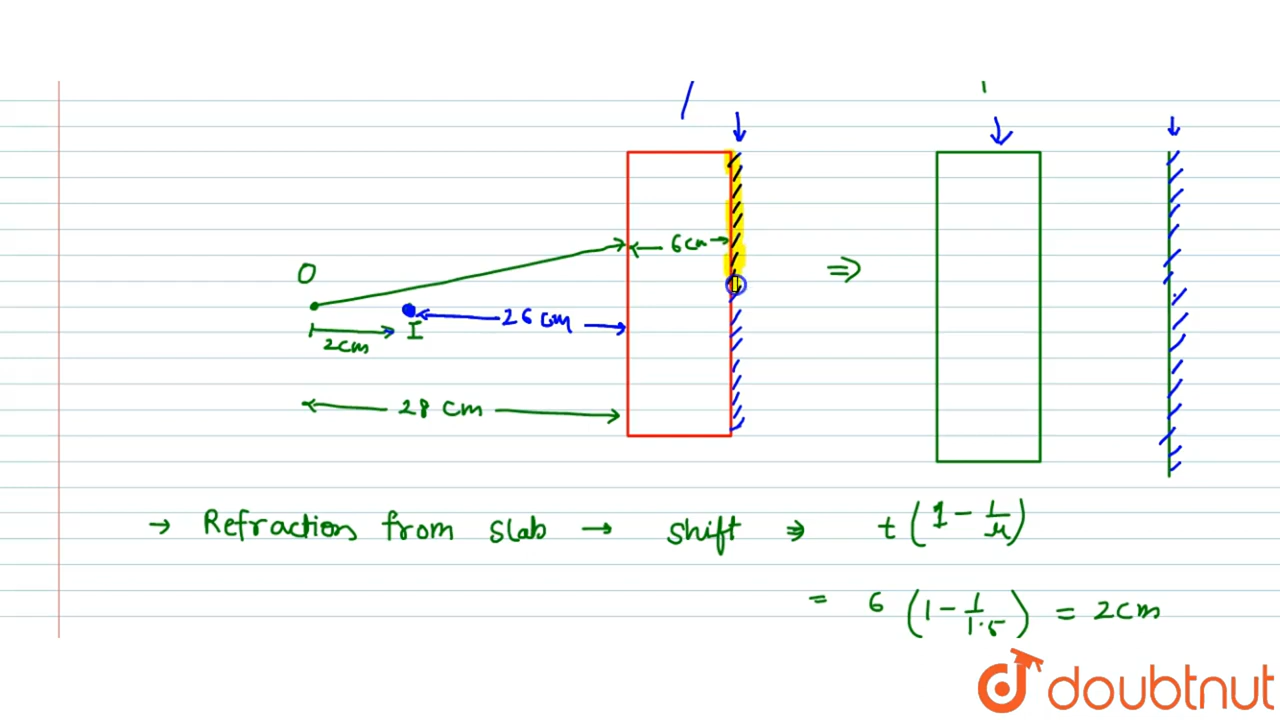 6cm
O
⇒
26 cm
I
2cm
28 cm
→ Refraction from slab → shift ⇒ t(1 - 1/μ)
= 6 (1 - 1/1.5) = 2cm
doubtnut